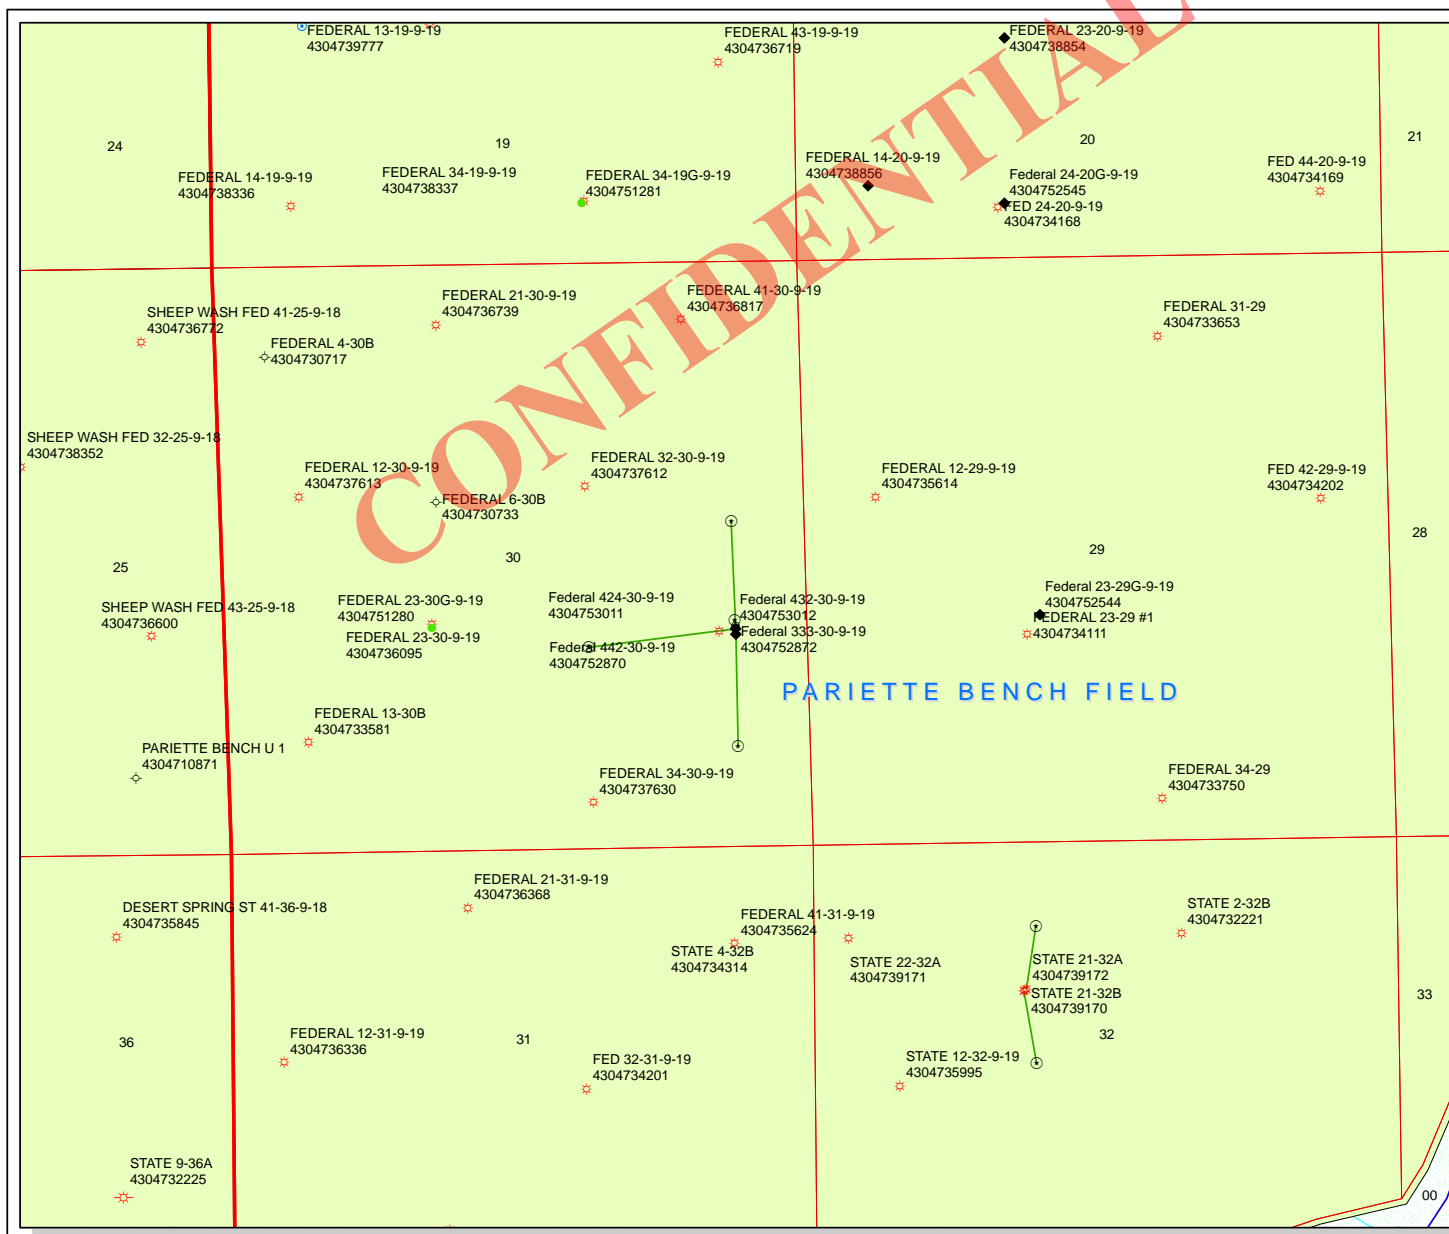 FEDERAL 13-19-9-19
4304739777
FEDERAL 43-19-9-19
4304736719
FEDERAL 23-20-9-19
4304738854
CONFIDENTIAL
24
19
20
21
FEDERAL 14-19-9-19
4304738336
FEDERAL 34-19-9-19
4304738337
FEDERAL 34-19G-9-19
4304751281
FEDERAL 14-20-9-19
4304738856
Federal 24-20G-9-19
4304752545
FED 24-20-9-19
4304734168
FED 44-20-9-19
4304734169
SHEEP WASH FED 41-25-9-18
4304736772
FEDERAL 4-30B
4304730717
FEDERAL 21-30-9-19
4304736739
FEDERAL 41-30-9-19
4304736817
FEDERAL 31-29
4304733653
SHEEP WASH FED 32-25-9-18
4304738352
FEDERAL 12-30-9-19
4304737613
FEDERAL 6-30B
4304730733
FEDERAL 32-30-9-19
4304737612
FEDERAL 12-29-9-19
4304735614
FED 42-29-9-19
4304734202
25
30
29
28
SHEEP WASH FED 43-25-9-18
4304736600
FEDERAL 23-30G-9-19
4304751280
FEDERAL 23-30-9-19
4304736095
Federal 424-30-9-19
4304753011
Federal 442-30-9-19
4304752870
Federal 432-30-9-19
4304753012
Federal 333-30-9-19
4304752872
Federal 23-29G-9-19
4304752544
FEDERAL 23-29 #1
4304734111
PARIETTE BENCH FIELD
FEDERAL 13-30B
4304733581
PARIETTE BENCH U 1
4304710871
FEDERAL 34-30-9-19
4304737630
FEDERAL 34-29
4304733750
FEDERAL 21-31-9-19
4304736368
DESERT SPRING ST 41-36-9-18
4304735845
FEDERAL 41-31-9-19
4304735624
STATE 4-32B
4304734314
STATE 22-32A
4304739171
STATE 2-32B
4304732221
STATE 21-32A
4304739172
STATE 21-32B
4304739170
33
36
31
32
FEDERAL 12-31-9-19
4304736336
FED 32-31-9-19
4304734201
STATE 12-32-9-19
4304735995
STATE 9-36A
4304732225
00